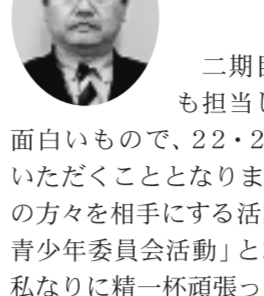 二期
も担当し
面白いもので、22・2
いただくこととなりま
の方々を相手にする活
青少年委員会活動」と
私なりに精一杯頑張っ